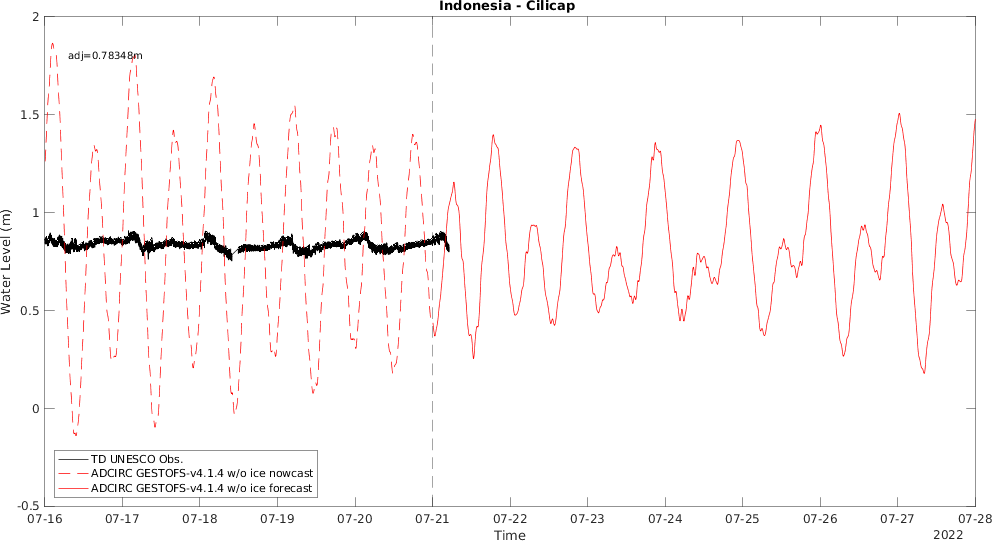 Indonesia - Cilicap
adj=0.78348m
2
1.5
1
0.5
0
-0.5
Water Level (m)
TD UNESCO Obs.
ADCIRC GESTOFS-v4.1.4 w/o ice nowcast
ADCIRC GESTOFS-v4.1.4 w/o ice forecast
07-16 07-17 07-18 07-19 07-20 07-21 07-22 07-23 07-24 07-25 07-26 07-27 07-28
Time
2022